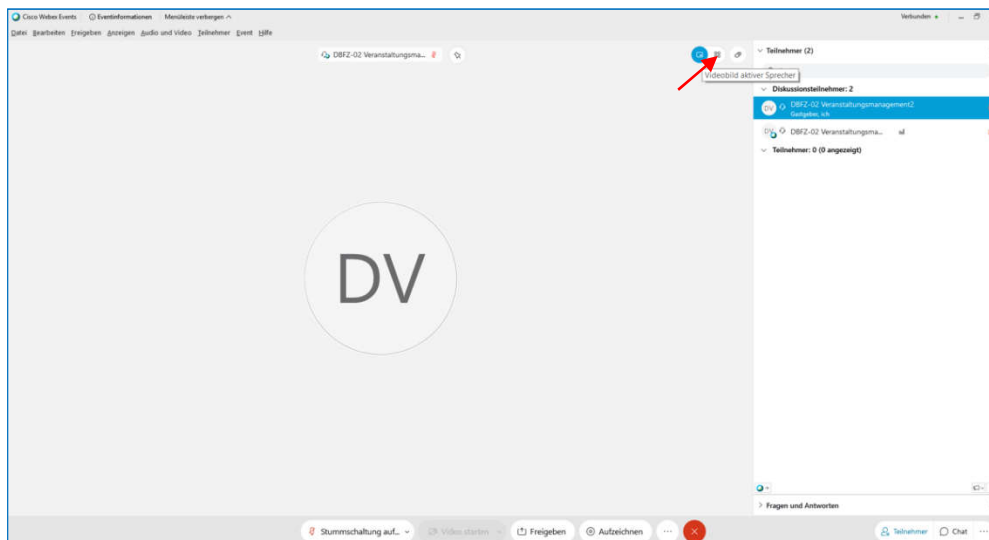 Cisco Webex Events Eventinformationen Menüleiste verbergen Verbunden
Datei Bearbeiten Freigeben Anzeigen Audio und Video Teilnehmer Event Hilfe
DBFZ-02 Veranstaltungsma...
Teilnehmer (2)
Videobild aktiver Sprecher
Diskussionsteilnehmer: 2
DV DBFZ-02 Veranstaltungsmanagement2
Gastgeber, ich
DV DBFZ-02 Veranstaltungsma...
Teilnehmer: 0 (0 angezeigt)
DV
Fragen und Antworten
Stummschaltung auf... Video starten Freigeben Aufzeichnen ... Teilnehmer Chat ...